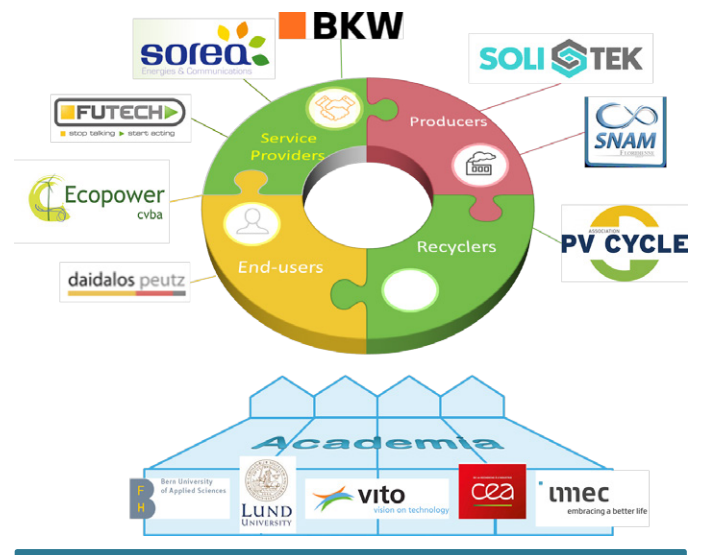 BKW
sorea
Energies & Communications
SOLITEK
FUTECH
stop talking ▶ start acting
Service
Providers
Producers
SNAM
Ecopower
cvba
ASSOCIATION
PV CYCLE
Recyclers
End-users
daidalos peutz
Academia
Bern University
of Applied Sciences
B
F
H
LUND
UNIVERSITY
vito
vision on technology
cea
imec
embracing a better life